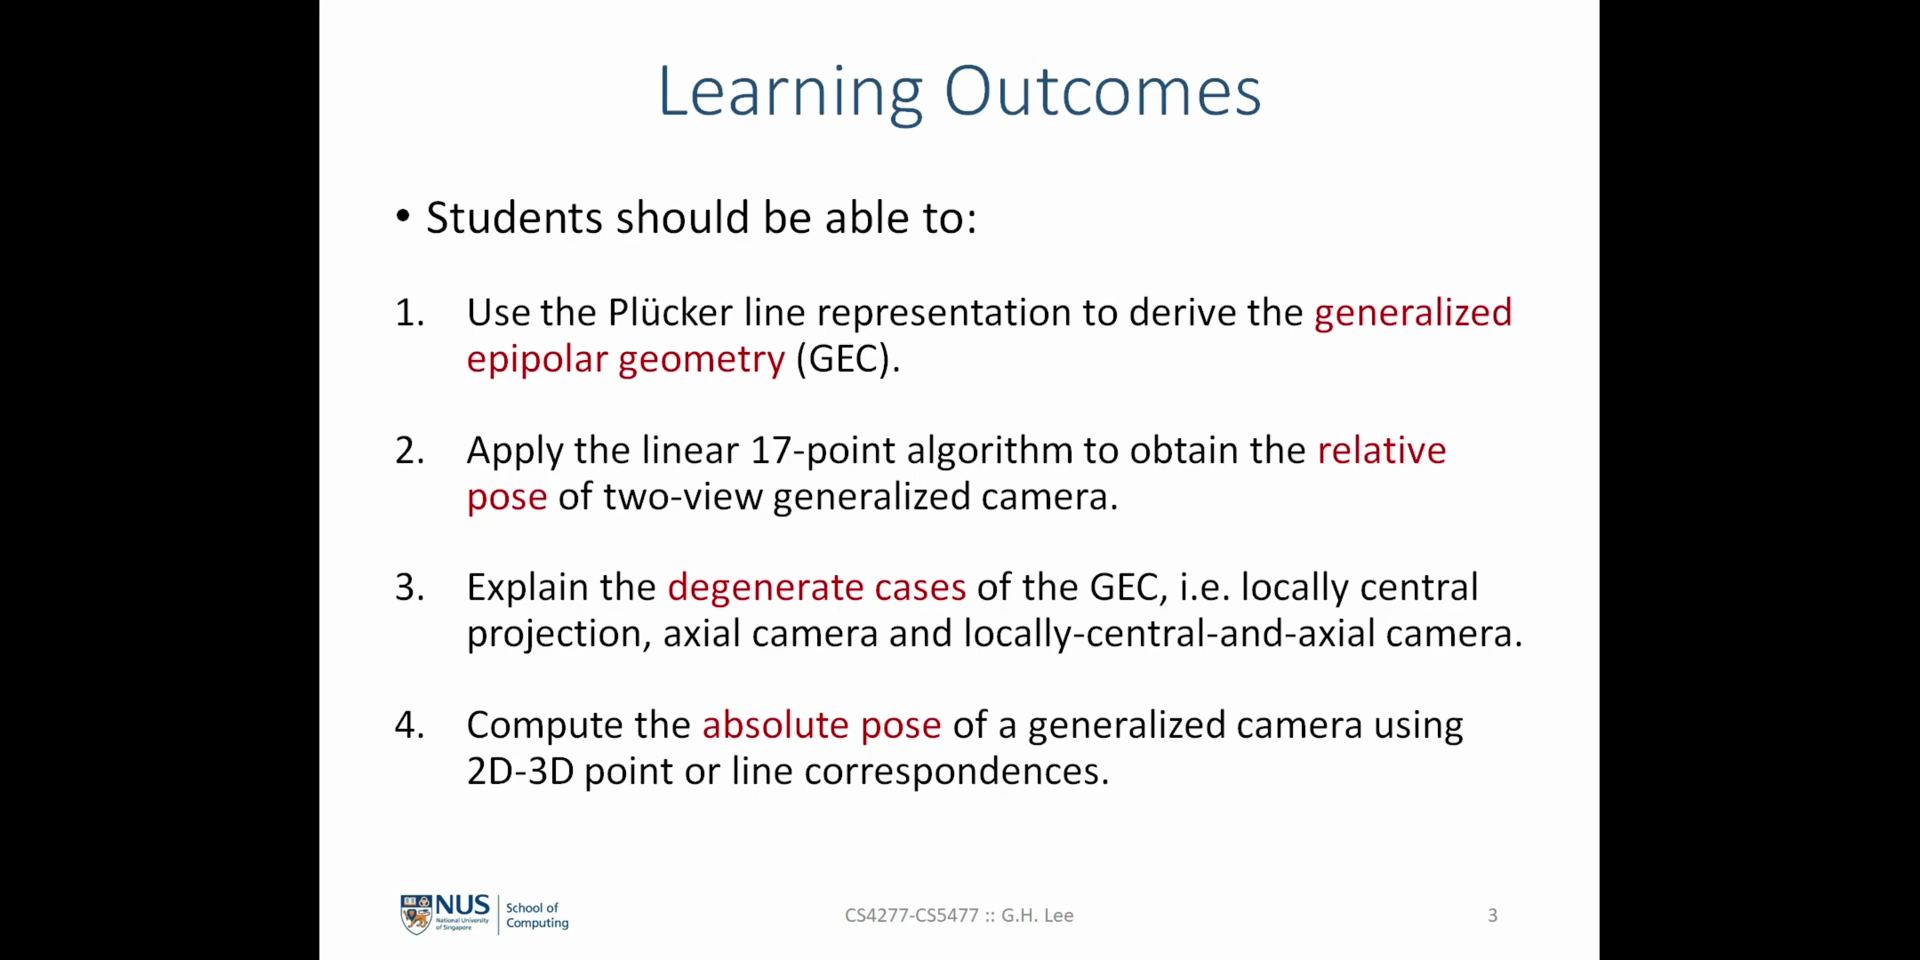 Learning Outcomes
• Students should be able to:
1. Use the Plücker line representation to derive the generalized
epipolar geometry (GEC).
2. Apply the linear 17-point algorithm to obtain the relative
pose of two-view generalized camera.
3. Explain the degenerate cases of the GEC, i.e. locally central
projection, axial camera and locally-central-and-axial camera.
4. Compute the absolute pose of a generalized camera using
2D-3D point or line correspondences.
NUS
National University
of Singapore
School of
Computing
CS4277-CS5477 :: G.H. Lee
3